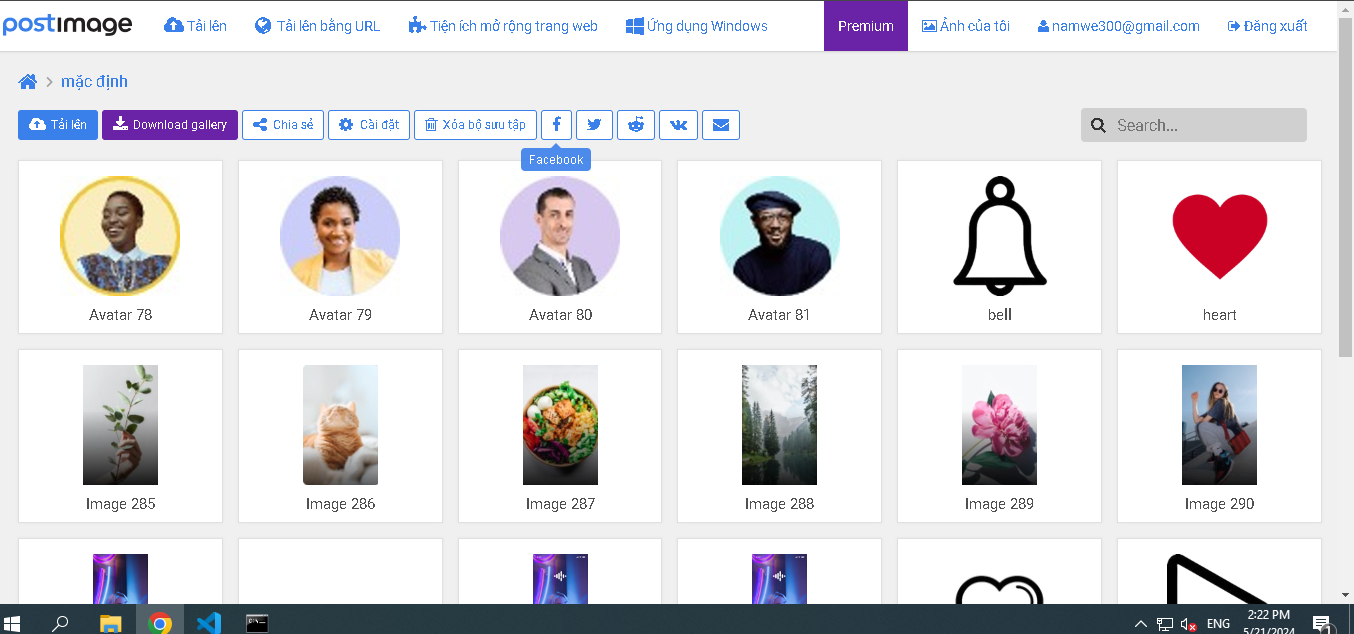 postimage Tải lên Tải lên bằng URL Tiện ích mở rộng trang web Ứng dụng Windows Premium Ảnh của tôi namwe300@gmail.com Đăng xuất
mặc định
Tải lên Download gallery Chia sẻ Cài đặt Xóa bộ sưu tập Search...
Facebook
Avatar 78 Avatar 79 Avatar 80 Avatar 81 bell heart
Image 285 Image 286 Image 287 Image 288 Image 289 Image 290
ENG 2:22 PM
5/21/2024